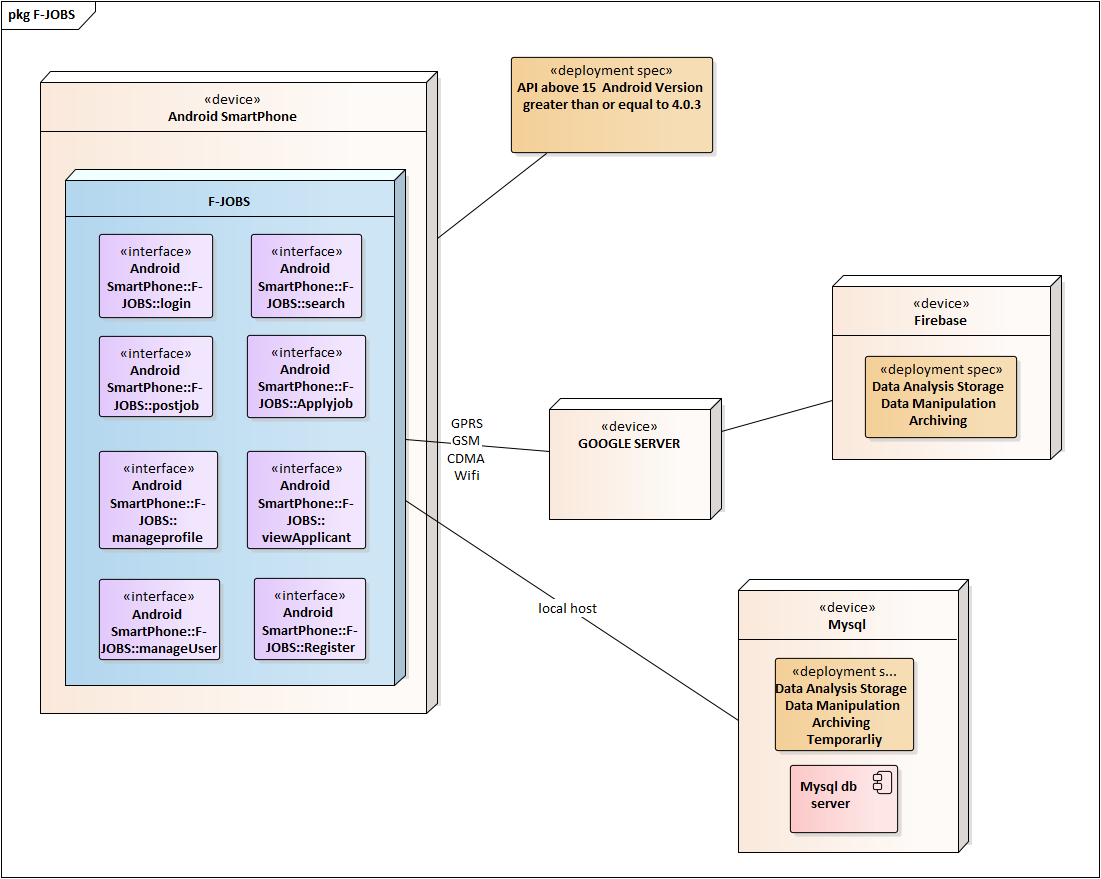 pkg F-JOBS
«device»
Android SmartPhone
F-JOBS
«interface»
Android
SmartPhone::F-
JOBS::login
«interface»
Android
SmartPhone::F-
JOBS::search
«interface»
Android
SmartPhone::F-
JOBS::postjob
«interface»
Android
SmartPhone::F-
JOBS::Applyjob
«interface»
Android
SmartPhone::F-
JOBS::
manageprofile
«interface»
Android
SmartPhone::F-
JOBS::
viewApplicant
«interface»
Android
SmartPhone::F-
JOBS::manageUser
«interface»
Android
SmartPhone::F-
JOBS::Register
«deployment spec»
API above 15 Android Version
greater than or equal to 4.0.3
GPRS
GSM
CDMA
Wifi
«device»
GOOGLE SERVER
«device»
Firebase
«deployment spec»
Data Analysis Storage
Data Manipulation
Archiving
local host
«device»
Mysql
«deployment s...
Data Analysis Storage
Data Manipulation
Archiving
Temporarliy
Mysql db
server